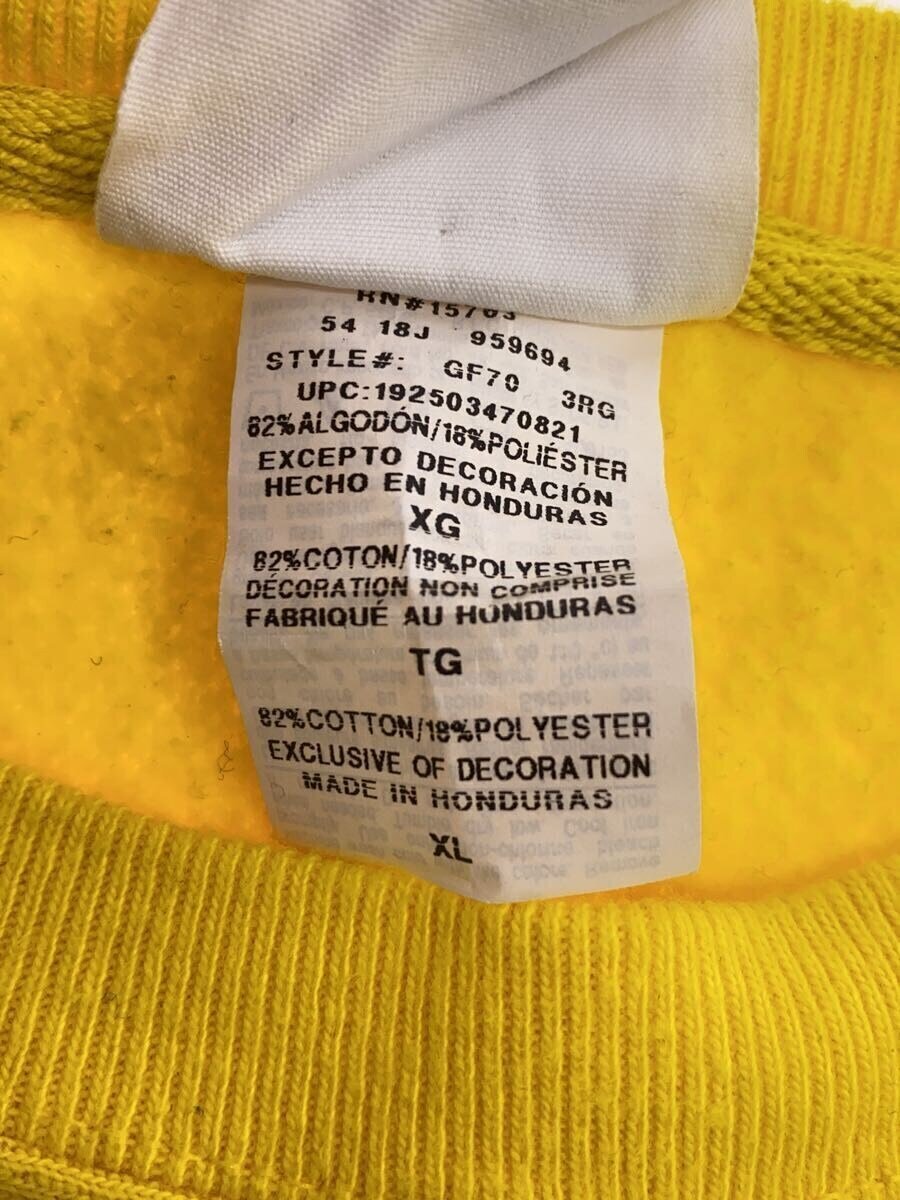 RN#15703
54 18J 959694
STYLE#: GF70 3RG
UPC:192503470821
82%ALGODÓN/18%POLIÉSTER
EXCEPTO DECORACIÓN
HECHO EN HONDURAS
XG
82%COTON/18%POLYESTER
DÉCORATION NON COMPRISE
FABRIQUÉ AU HONDURAS
TG
82%COTTON/18%POLYESTER
EXCLUSIVE OF DECORATION
MADE IN HONDURAS
XL